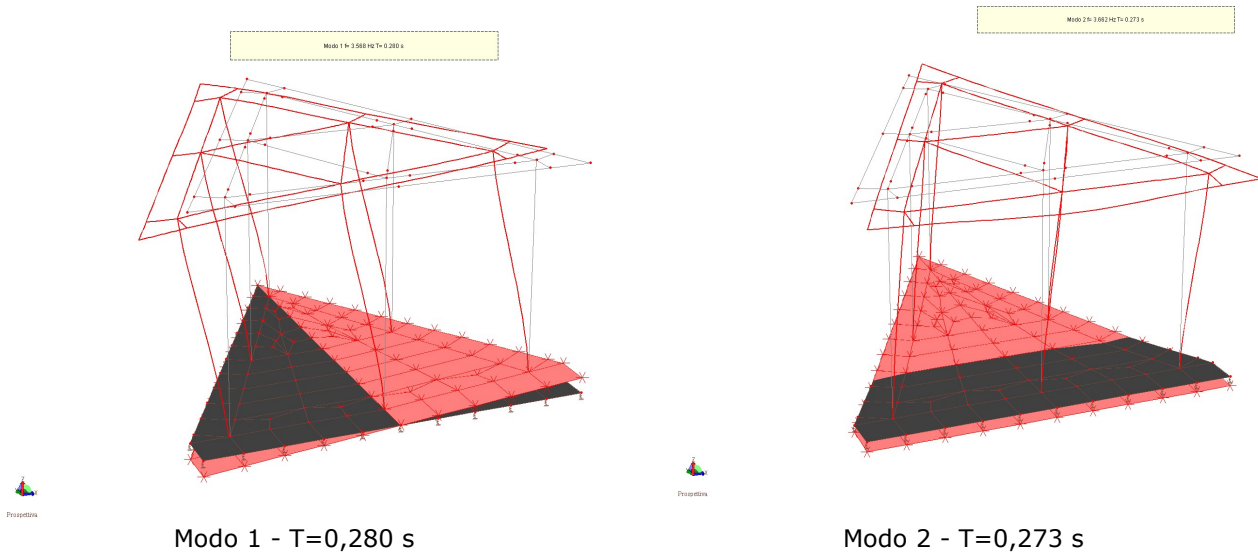 Modo 1 f= 3.568 Hz T= 0.280 s
Modo 2 f= 3.662 Hz T= 0.273 s
Prospettiva
Prospettiva
Modo 1 - T=0,280 s
Modo 2 - T=0,273 s